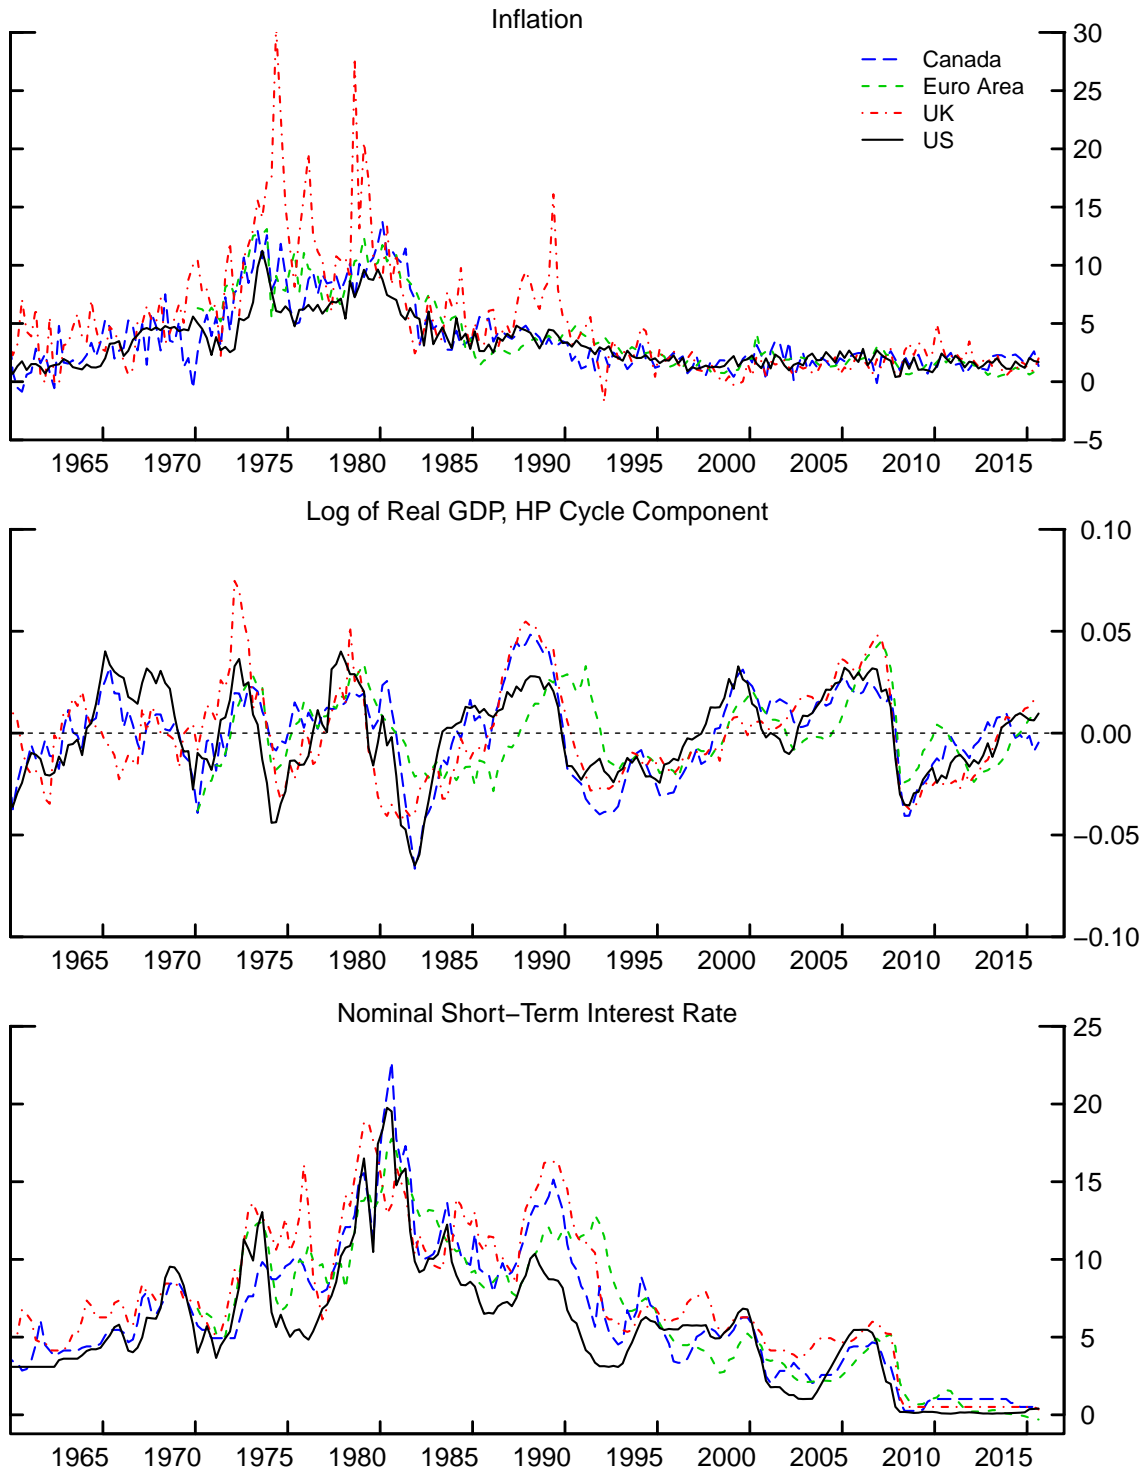 Inflation
30
Canada
25
Euro Area
UK
US
20
15
10
5
0
−5
1965 1970 1975 1980 1985 1990 1995 2000 2005 2010 2015
Log of Real GDP, HP Cycle Component
0.10
0.05
0.00
−0.05
−0.10
1965 1970 1975 1980 1985 1990 1995 2000 2005 2010 2015
Nominal Short−Term Interest Rate
25
20
15
10
5
0
1965 1970 1975 1980 1985 1990 1995 2000 2005 2010 2015